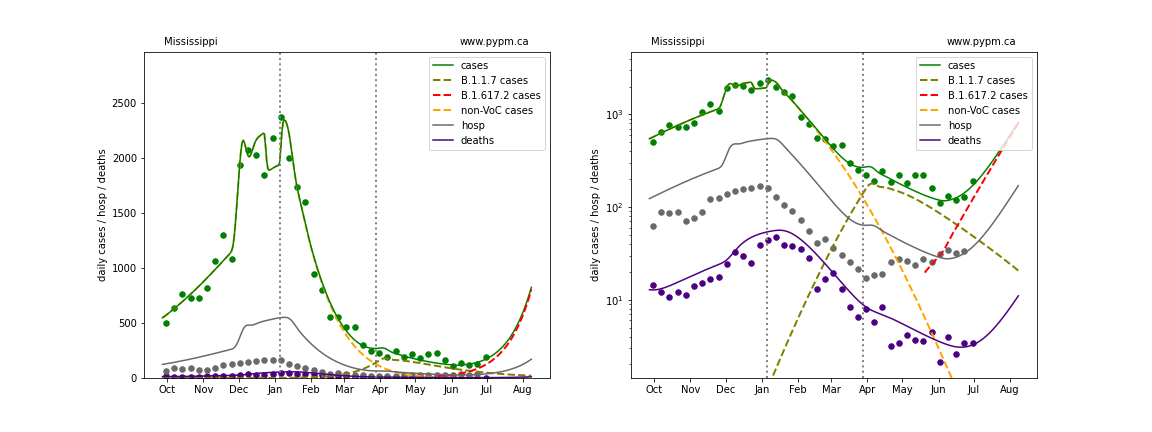 Mississippi
www.pypm.ca
cases
B.1.1.7 cases
B.1.617.2 cases
non-VoC cases
hosp
deaths
daily cases / hosp / deaths
2500
2000
1500
1000
500
0
Oct Nov Dec Jan Feb Mar Apr May Jun Jul Aug
Mississippi
www.pypm.ca
cases
B.1.1.7 cases
B.1.617.2 cases
non-VoC cases
hosp
deaths
daily cases / hosp / deaths
10³
10²
10¹
Oct Nov Dec Jan Feb Mar Apr May Jun Jul Aug